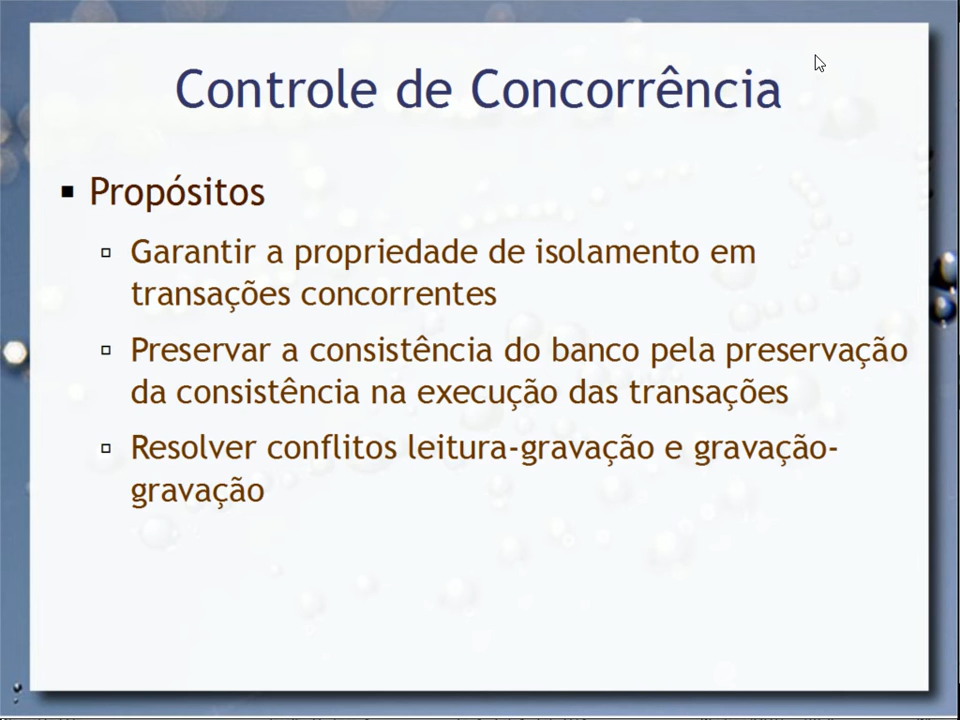 Controle de Concorrência
Propósitos
Garantir a propriedade de isolamento em
transações concorrentes
Preservar a consistência do banco pela preservação
da consistência na execução das transações
Resolver conflitos leitura-gravação e gravação-
gravação